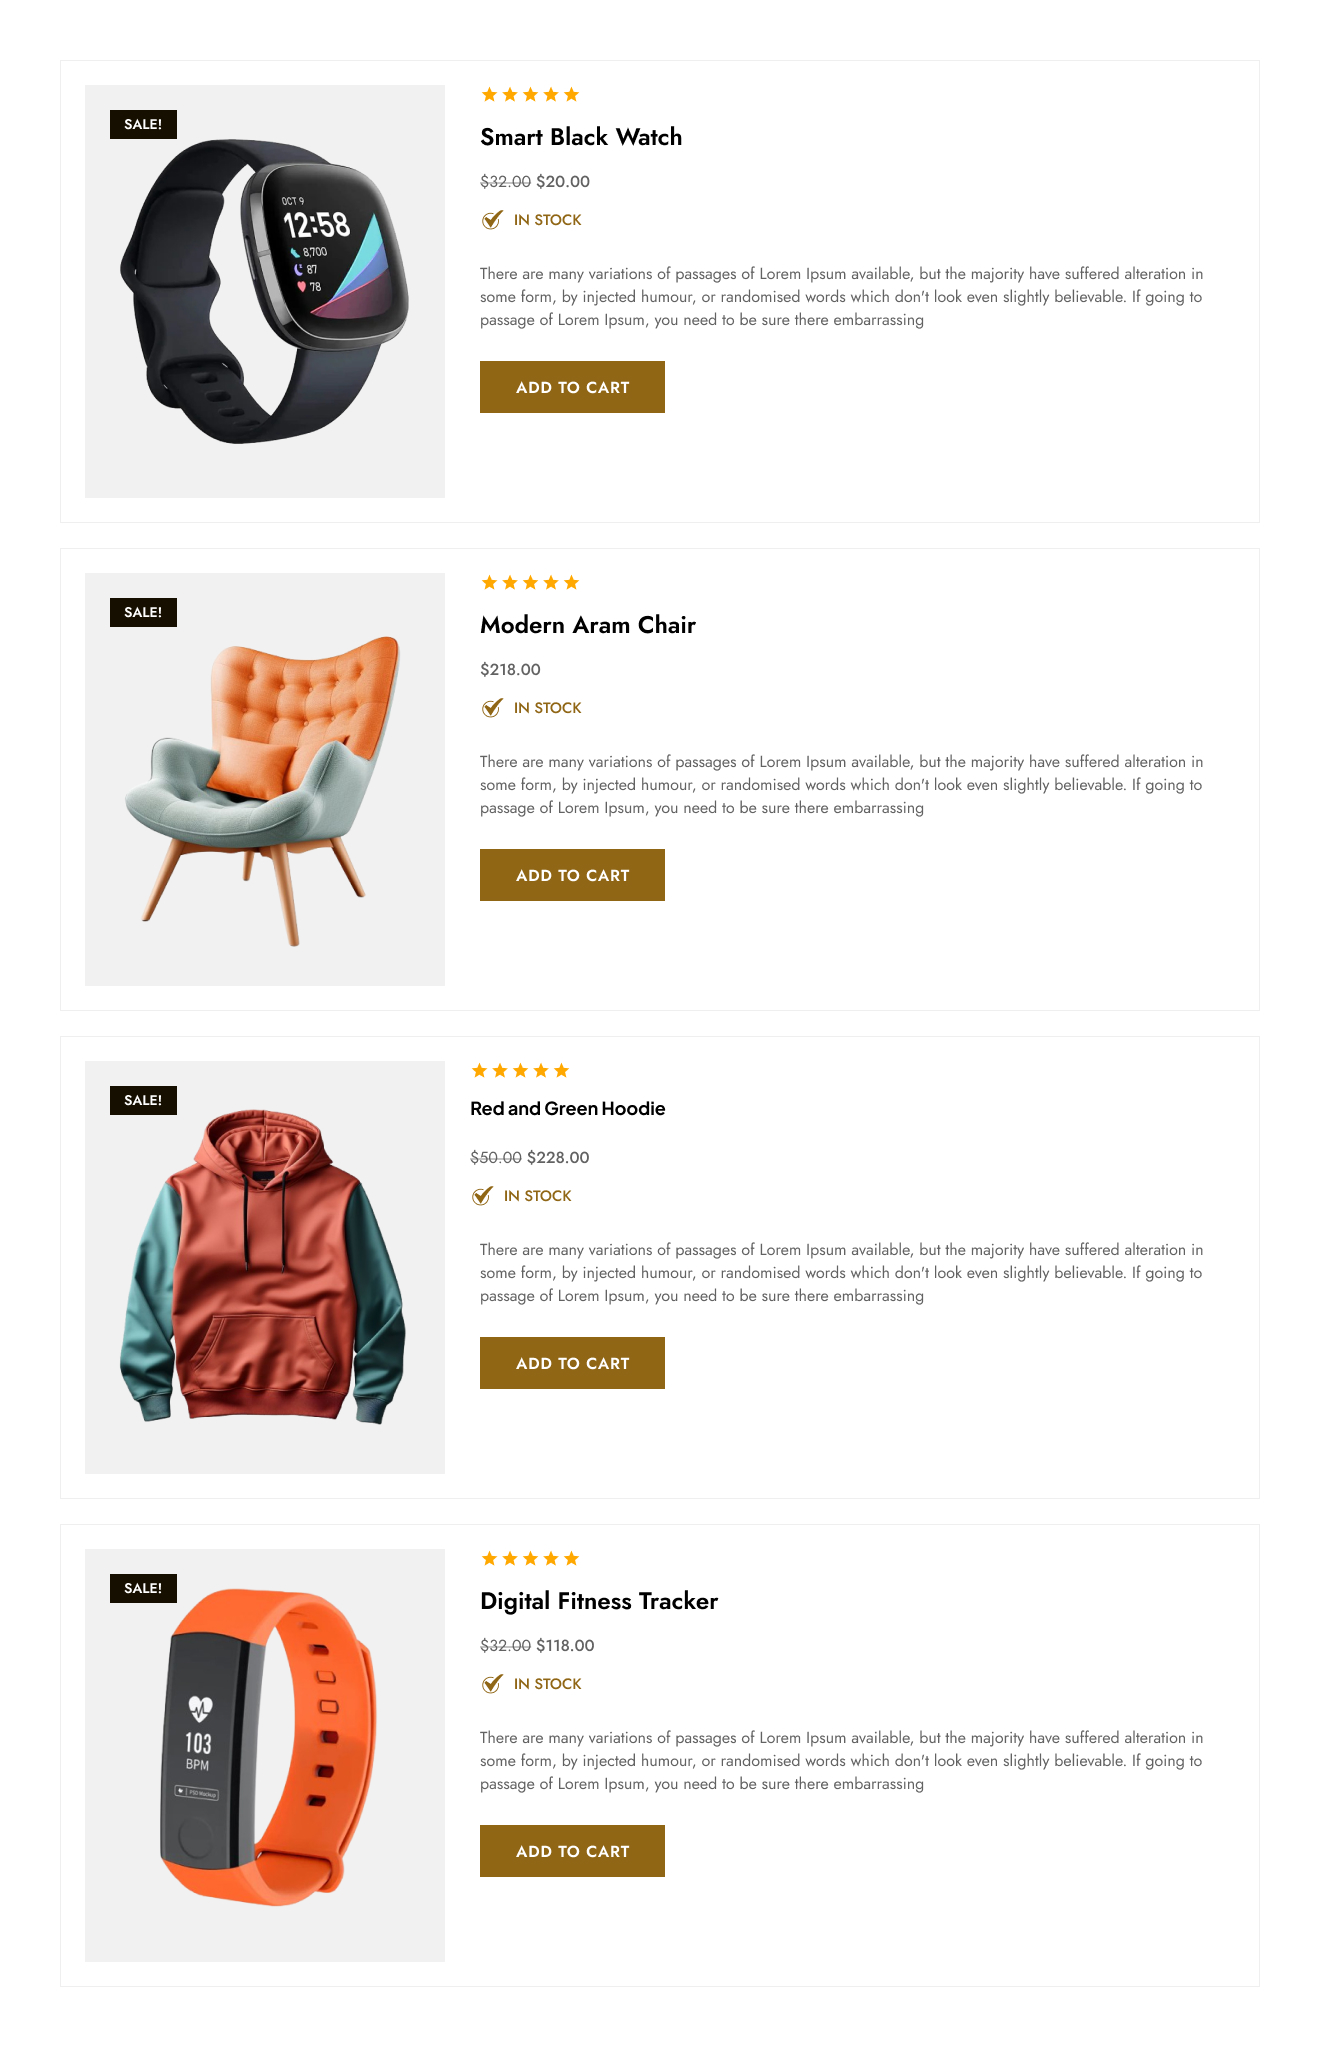 SALE!
OCT 9
12:58
8,700
87
78
Smart Black Watch
$32.00 $20.00
IN STOCK
There are many variations of passages of Lorem Ipsum available, but the majority have suffered alteration in
some form, by injected humour, or randomised words which don't look even slightly believable. If going to
passage of Lorem Ipsum, you need to be sure there embarrassing
ADD TO CART
SALE!
Modern Aram Chair
$218.00
IN STOCK
There are many variations of passages of Lorem Ipsum available, but the majority have suffered alteration in
some form, by injected humour, or randomised words which don't look even slightly believable. If going to
passage of Lorem Ipsum, you need to be sure there embarrassing
ADD TO CART
SALE!
Red and Green Hoodie
$50.00 $228.00
IN STOCK
There are many variations of passages of Lorem Ipsum available, but the majority have suffered alteration in
some form, by injected humour, or randomised words which don't look even slightly believable. If going to
passage of Lorem Ipsum, you need to be sure there embarrassing
ADD TO CART
SALE!
103
BPM
PSD Mockup
Digital Fitness Tracker
$32.00 $118.00
IN STOCK
There are many variations of passages of Lorem Ipsum available, but the majority have suffered alteration in
some form, by injected humour, or randomised words which don't look even slightly believable. If going to
passage of Lorem Ipsum, you need to be sure there embarrassing
ADD TO CART